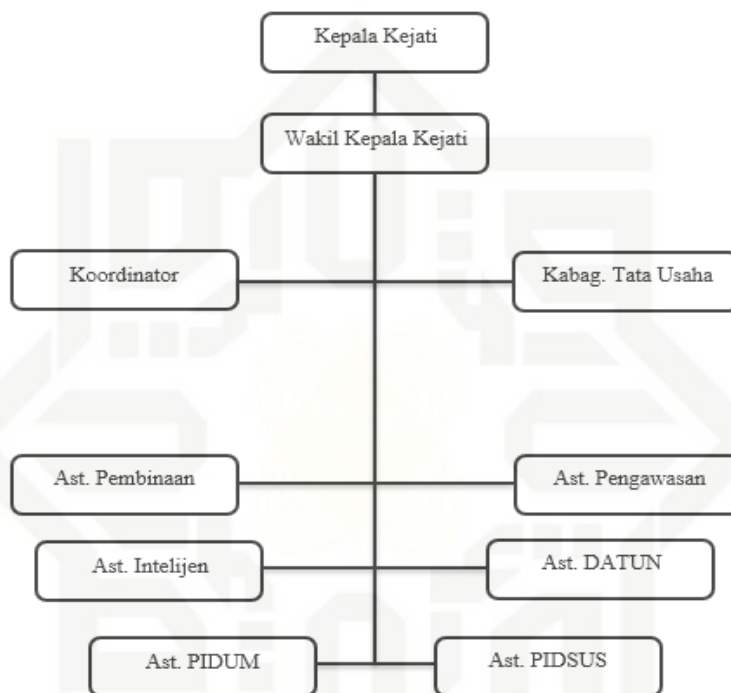 Kepala Kejati
Wakil Kepala Kejati
Koordinator
Kabag. Tata Usaha
Ast. Pembinaan
Ast. Pengawasan
Ast. Intelijen
Ast. DATUN
Ast. PIDUM
Ast. PIDSUS